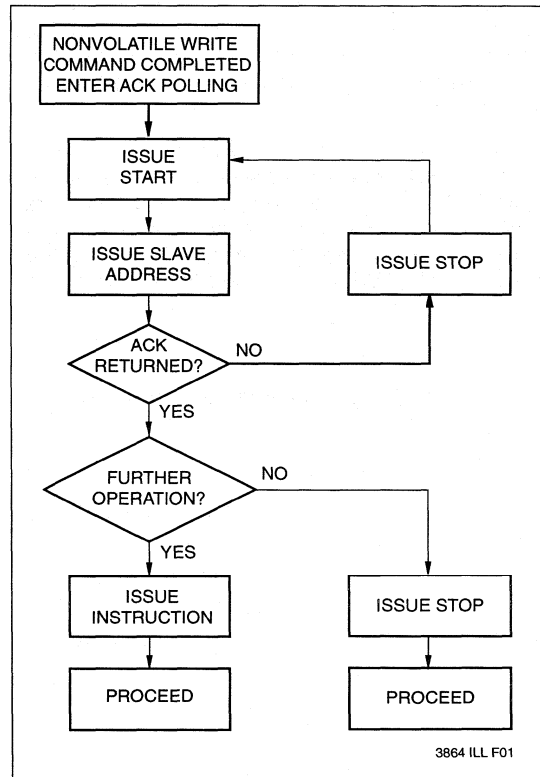 NONVOLATILE WRITE
COMMAND COMPLETED
ENTER ACK POLLING
ISSUE
START
ISSUE SLAVE
ADDRESS
ISSUE STOP
ACK
RETURNED?
NO
YES
FURTHER
OPERATION?
NO
YES
ISSUE
INSTRUCTION
ISSUE STOP
PROCEED
PROCEED
3864 ILL F01